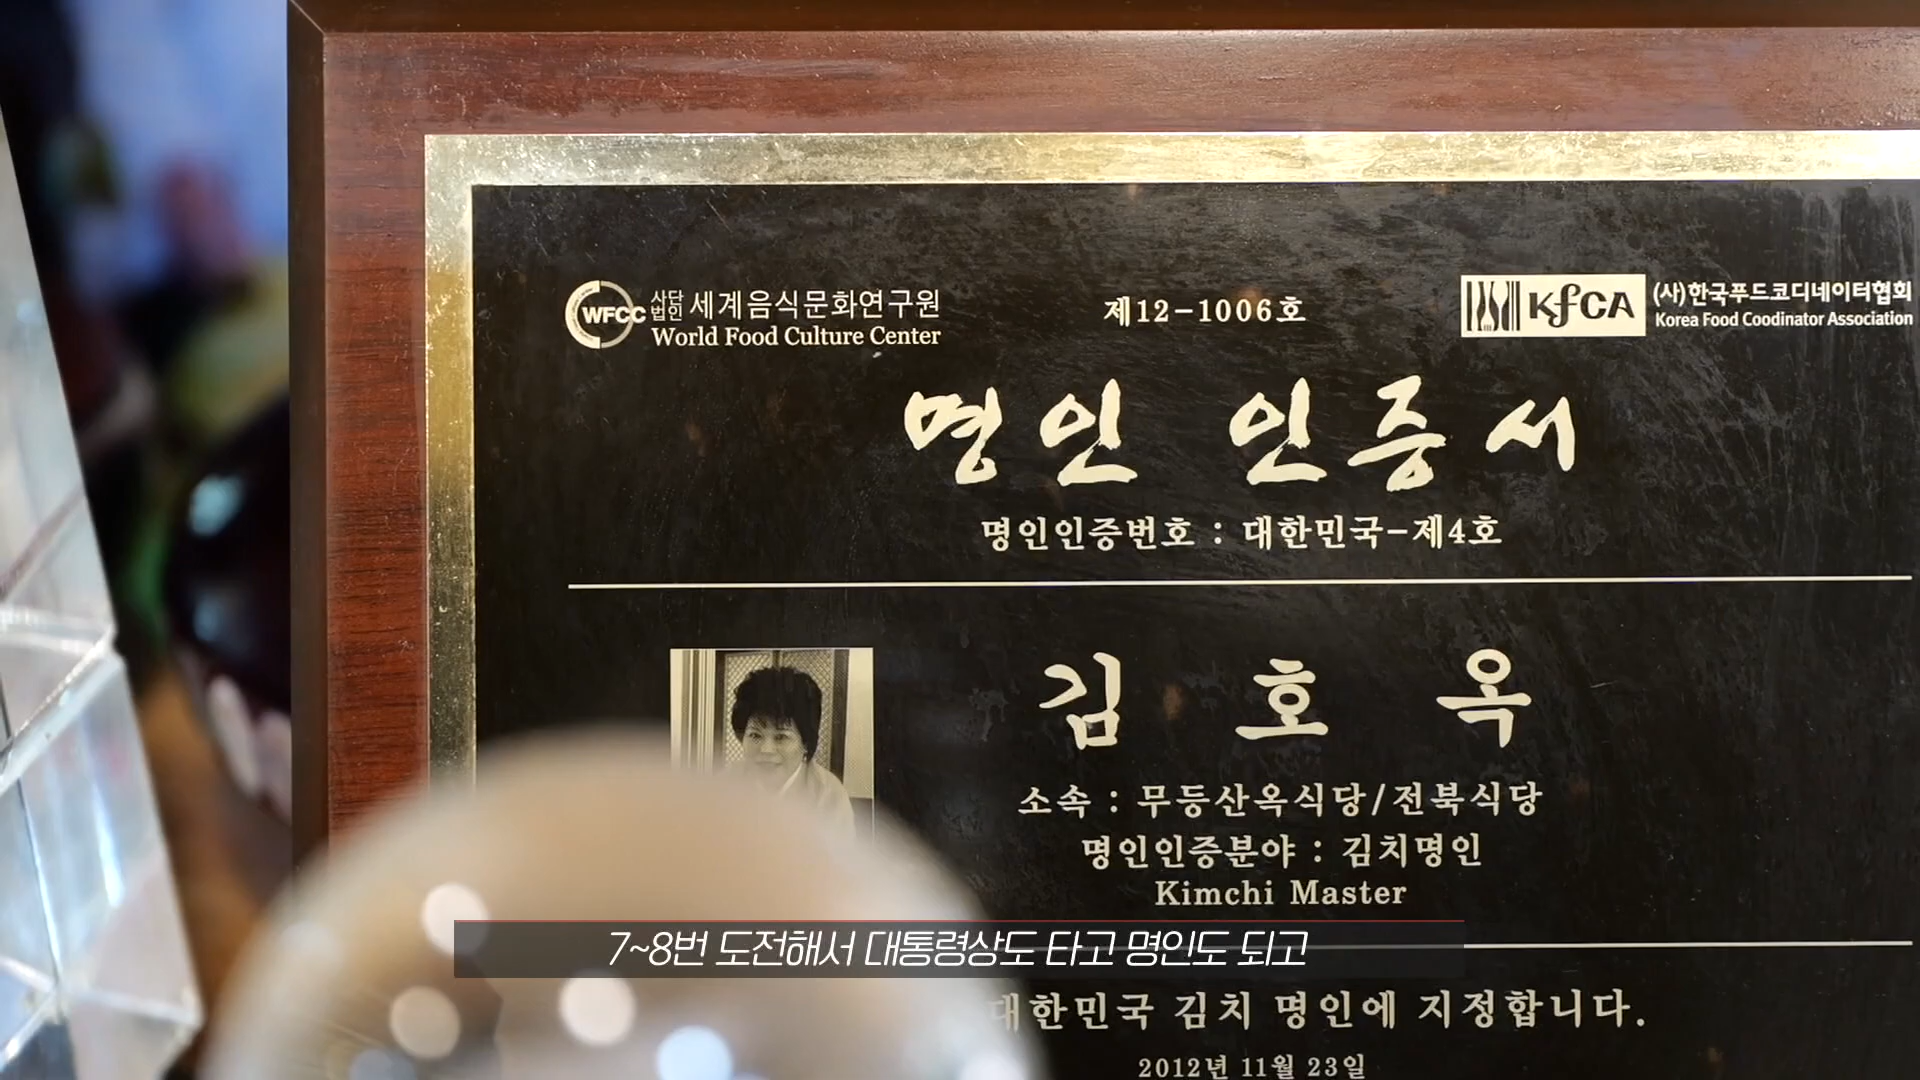 WFCC 사단법인 세계음식문화연구원
World Food Culture Center
제12-1006호
KfCA (사)한국푸드코디네이터협회
Korea Food Coodinator Association
명인 인증서
명인인증번호 : 대한민국-제4호
김호옥
소속 : 무등산옥식당/전북식당
명인인증분야 : 김치명인
Kimchi Master
7~8번 도전해서 대통령상도 타고 명인도 되고
대한민국 김치 명인에 지정합니다.
2012년 11월 23일